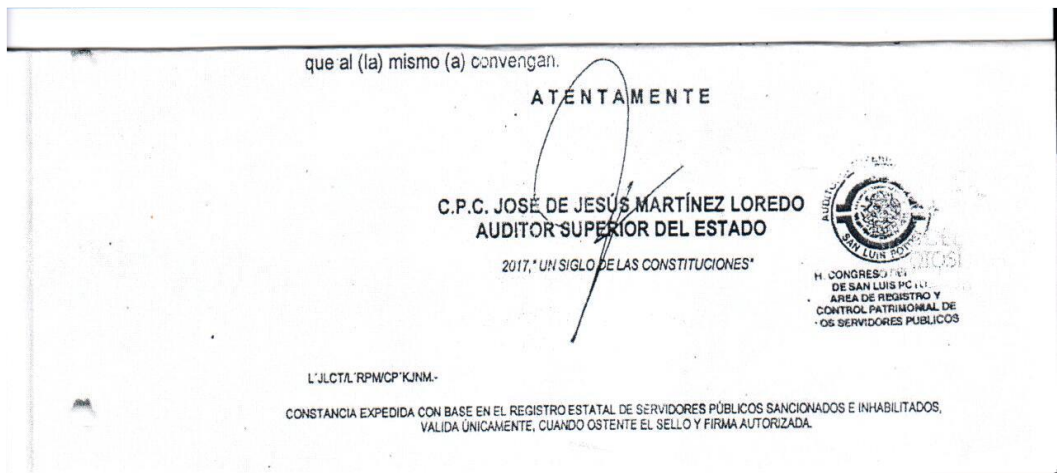 que al (la) mismo (a) convengan.
ATENTAMENTE
C.P.C. JOSÉ DE JESÚS MARTÍNEZ LOREDO
AUDITOR SUPERIOR DEL ESTADO
2017,"UN SIGLO DE LAS CONSTITUCIONES"
SAN LUIS
H. CONGRESO
DE SAN LUIS
AREA DE REGISTRO Y
CONTROL PATRIMONIAL DE
OS SERVIDORES PUBLICOS
L'JLCT/L'RPM/CP'KJNM.-
CONSTANCIA EXPEDIDA CON BASE EN EL REGISTRO ESTATAL DE SERVIDORES PÚBLICOS SANCIONADOS E INHABILITADOS,
VALIDA ÚNICAMENTE, CUANDO OSTENTE EL SELLO Y FIRMA AUTORIZADA.